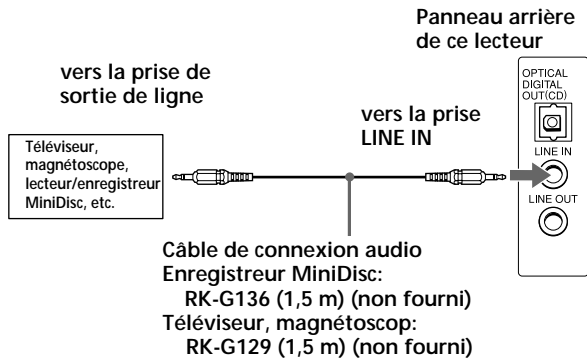 Panneau arrière
de ce lecteur
vers la prise de
sortie de ligne
vers la prise
LINE IN
OPTICAL
DIGITAL
OUT(CD)
LINE IN
LINE OUT
Téléviseur,
magnétoscope,
lecteur/enregistreur
MiniDisc, etc.
Câble de connexion audio
Enregistreur MiniDisc:
RK-G136 (1,5 m) (non fourni)
Téléviseur, magnétoscop:
RK-G129 (1,5 m) (non fourni)